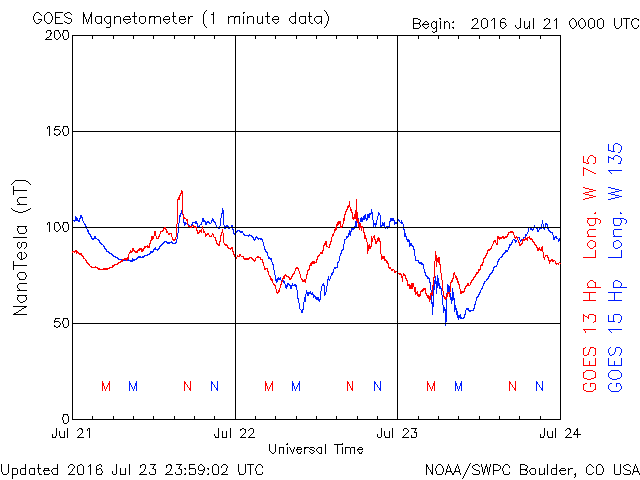 GOES Magnetometer (1 minute data)
Begin: 2016 Jul 21 0000 UTC
200
150
100
50
0
NanoTesla (nT)
M M N N M M N N M M N N
Jul 21 Jul 22 Jul 23 Jul 24
Universal Time
GOES 13 Hp Long. W 75
GOES 15 Hp Long. W 135
Updated 2016 Jul 23 23:59:02 UTC
NOAA/SWPC Boulder, CO USA